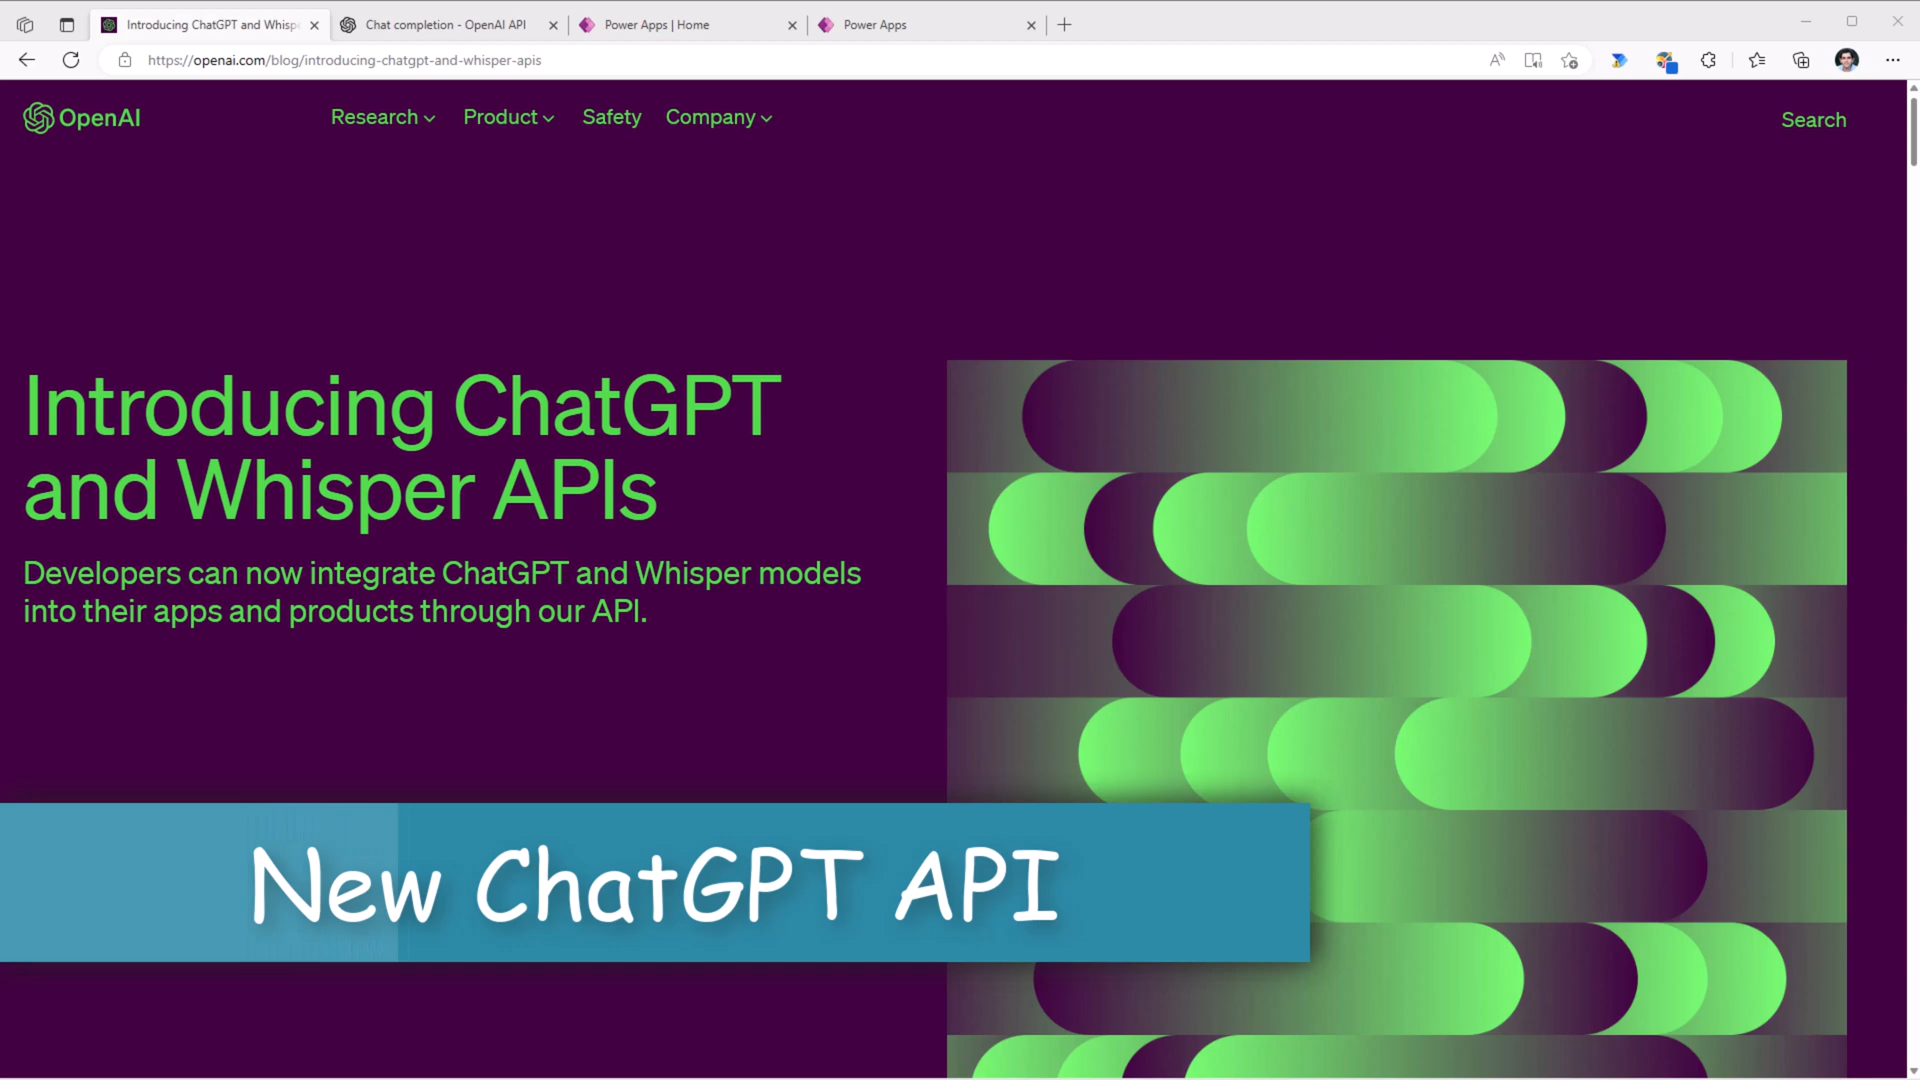 Introducing ChatGPT and Whisp
Chat completion - OpenAI API
Power Apps | Home
Power Apps
https://openai.com/blog/introducing-chatgpt-and-whisper-apis
OpenAI
Research
Product
Safety
Company
Search
Introducing ChatGPT
and Whisper APIs
Developers can now integrate ChatGPT and Whisper models
into their apps and products through our API.
New ChatGPT API